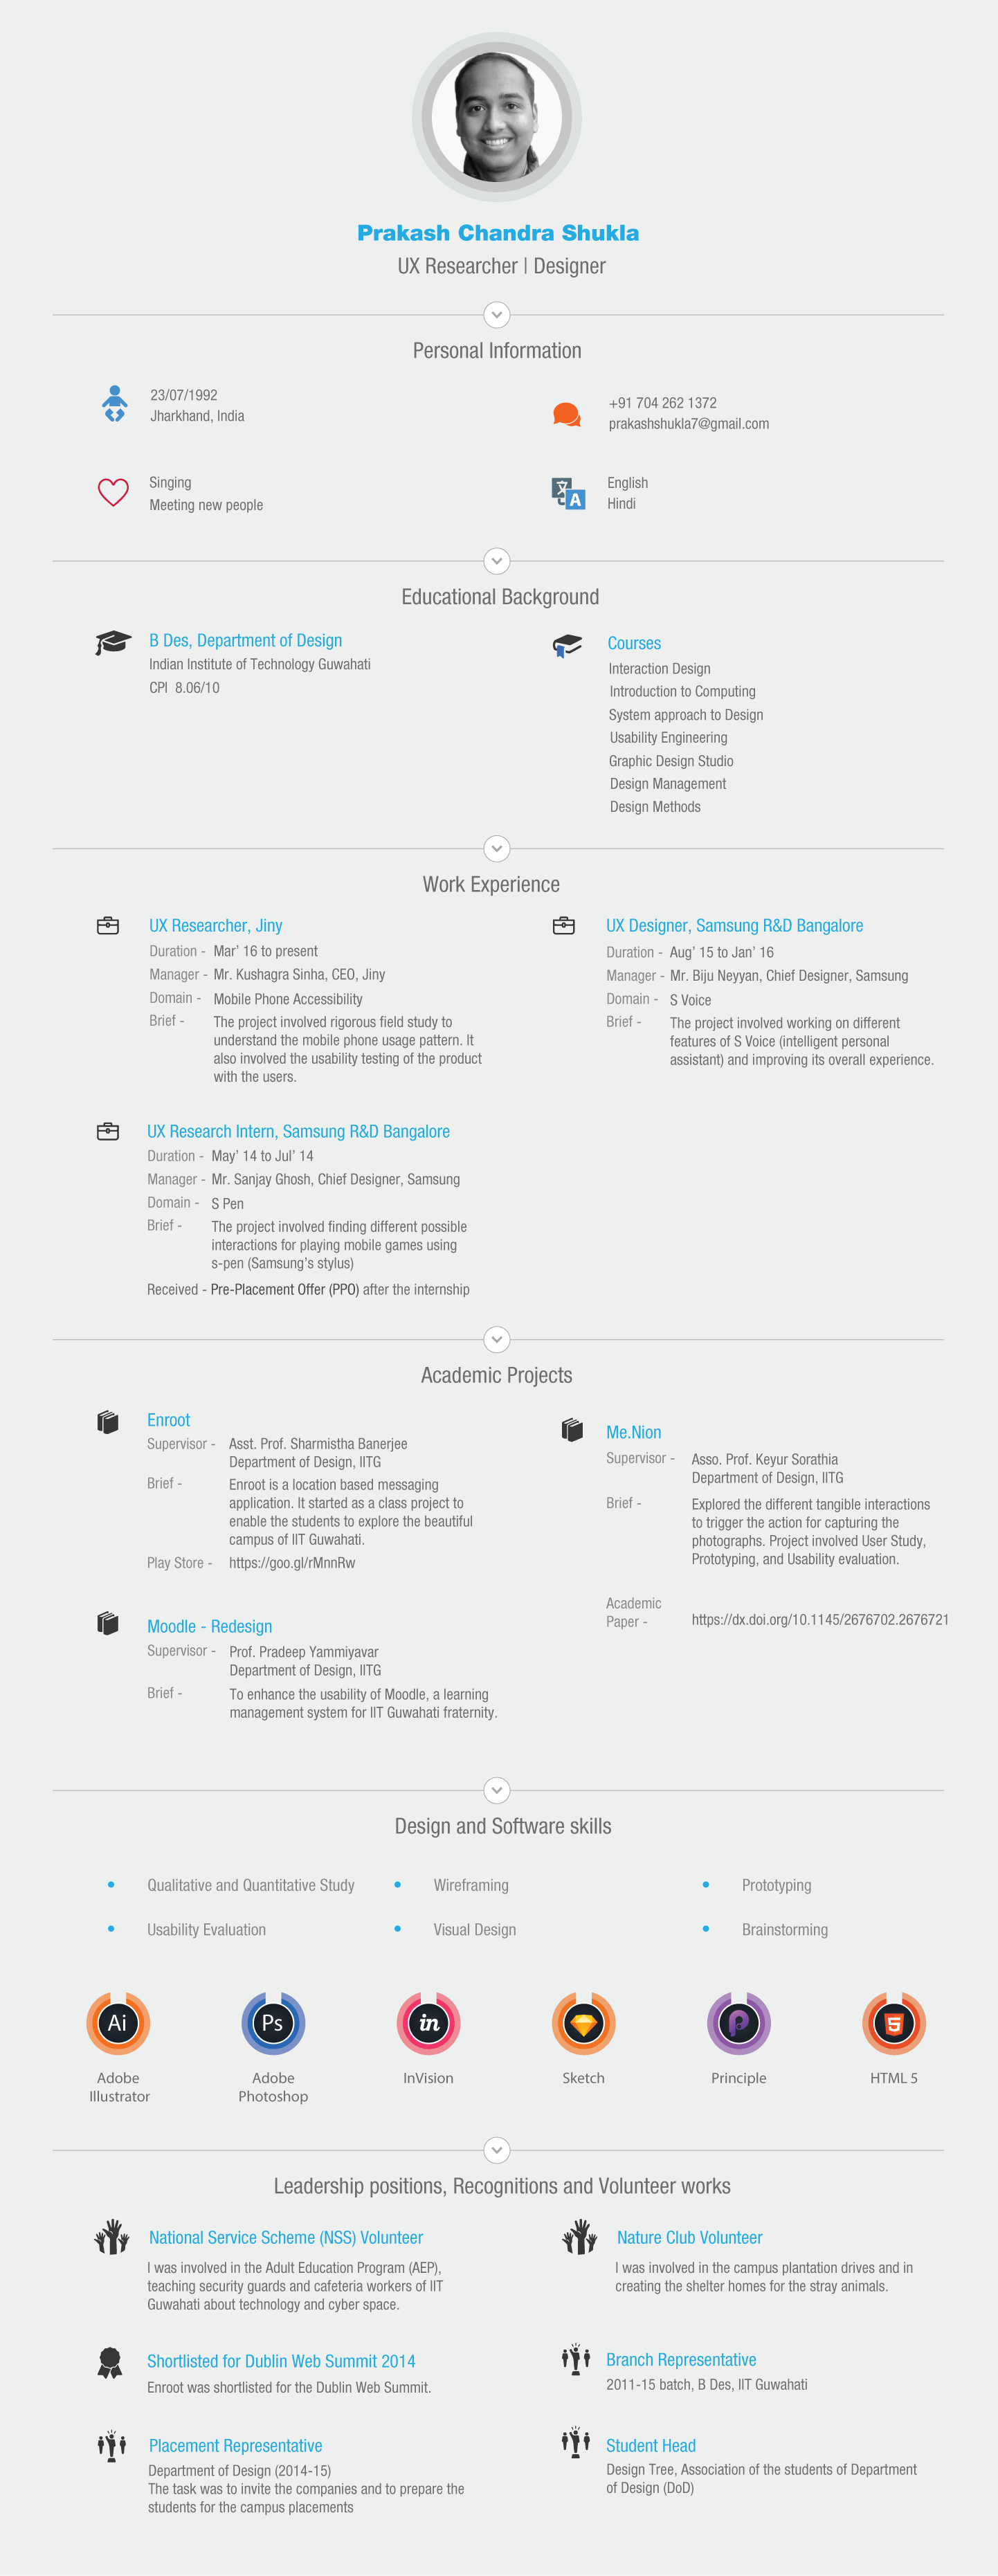 Prakash Chandra Shukla
UX Researcher | Designer
Personal Information
23/07/1992
Jharkhand, India
+91 704 262 1372
prakashshukla7@gmail.com
Singing
Meeting new people
A
English
Hindi
Educational Background
B Des, Department of Design
Indian Institute of Technology Guwahati
CPI 8.06/10
Courses
Interaction Design
Introduction to Computing
System approach to Design
Usability Engineering
Graphic Design Studio
Design Management
Design Methods
Work Experience
UX Researcher, Jiny
Duration - Mar' 16 to present
Manager - Mr. Kushagra Sinha, CEO, Jiny
Domain - Mobile Phone Accessibility
Brief - The project involved rigorous field study to
understand the mobile phone usage pattern. It
also involved the usability testing of the product
with the users.
UX Designer, Samsung R&D Bangalore
Duration - Aug' 15 to Jan' 16
Manager - Mr. Biju Neyyan, Chief Designer, Samsung
Domain - S Voice
Brief - The project involved working on different
features of S Voice (intelligent personal
assistant) and improving its overall experience.
UX Research Intern, Samsung R&D Bangalore
Duration - May' 14 to Jul' 14
Manager - Mr. Sanjay Ghosh, Chief Designer, Samsung
Domain - S Pen
Brief - The project involved finding different possible
interactions for playing mobile games using
s-pen (Samsung's stylus)
Received - Pre-Placement Offer (PPO) after the internship
Academic Projects
Enroot
Supervisor - Asst. Prof. Sharmistha Banerjee
Department of Design, IITG
Brief - Enroot is a location based messaging
application. It started as a class project to
enable the students to explore the beautiful
campus of IIT Guwahati.
Play Store - https://goo.gl/rMnnRw
Me.Nion
Supervisor - Asso. Prof. Keyur Sorathia
Department of Design, IITG
Brief - Explored the different tangible interactions
to trigger the action for capturing the
photographs. Project involved User Study,
Prototyping, and Usability evaluation.
Academic
Paper - https://dx.doi.org/10.1145/2676702.2676721
Moodle - Redesign
Supervisor - Prof. Pradeep Yammiyavar
Department of Design, IITG
Brief - To enhance the usability of Moodle, a learning
management system for IIT Guwahati fraternity.
Design and Software skills
• Qualitative and Quantitative Study • Wireframing • Prototyping
• Usability Evaluation • Visual Design • Brainstorming
Ai Ps in P 5
Adobe
Illustrator
Adobe
Photoshop
InVision
Sketch
Principle
HTML 5
Leadership positions, Recognitions and Volunteer works
National Service Scheme (NSS) Volunteer
I was involved in the Adult Education Program (AEP),
teaching security guards and cafeteria workers of IIT
Guwahati about technology and cyber space.
Nature Club Volunteer
I was involved in the campus plantation drives and in
creating the shelter homes for the stray animals.
Shortlisted for Dublin Web Summit 2014
Enroot was shortlisted for the Dublin Web Summit.
Branch Representative
2011-15 batch, B Des, IIT Guwahati
Placement Representative
Department of Design (2014-15)
The task was to invite the companies and to prepare the
students for the campus placements
Student Head
Design Tree, Association of the students of Department
of Design (DoD)